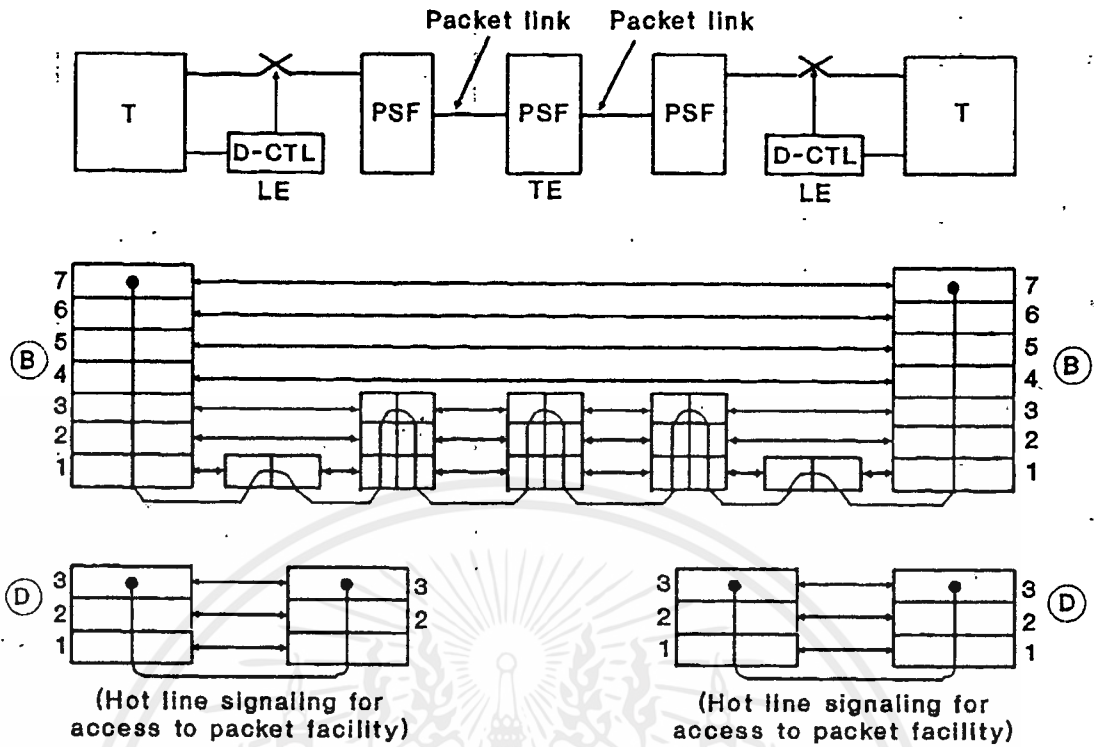 Packet link Packet link
T PSF PSF PSF T
D-CTL D-CTL
LE TE LE
7 7
6 6
5 5
B B
4 4
3 3
2 2
1 1
D 3 3 3 3 D
2 2 2 2
1 1 1
(Hot line signaling for
access to packet facility)
(Hot line signaling for
access to packet facility)